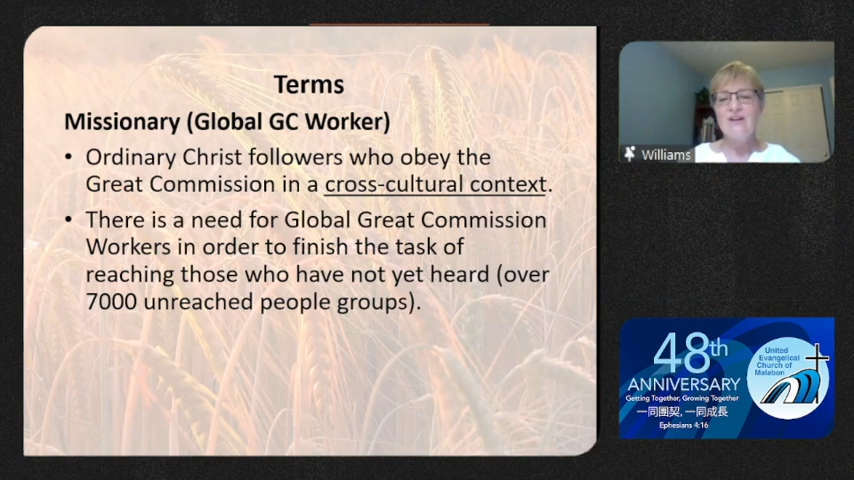 Terms
Missionary (Global GC Worker)
• Ordinary Christ followers who obey the
Great Commission in a cross-cultural context.
• There is a need for Global Great Commission
Workers in order to finish the task of
reaching those who have not yet heard (over
7000 unreached people groups).
Williams
48th
ANNIVERSARY
Getting Together, Growing Together
一同團契, 一同成長
Ephesians 4:16
United
Evangelical
Church of
Malabon